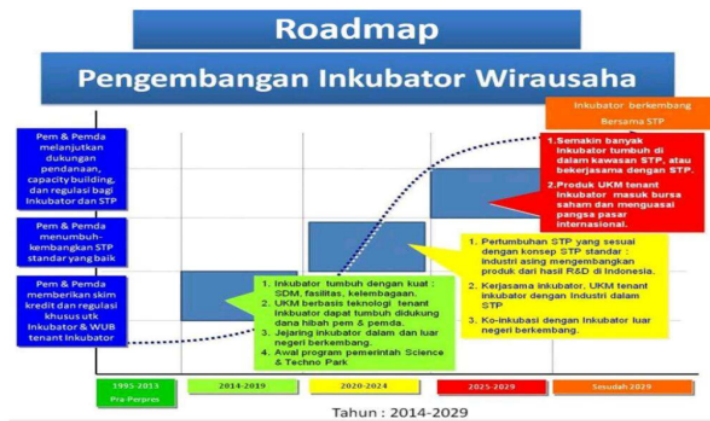 Roadmap
Pengembangan Inkubator Wirausaha
Inkubator berkembang
Bersama STP
Pem & Pemda
melanjutkan
dukungan
pendanaan,
capacity building,
dan regulasi bagi
Inkubator dan STP
1.Semakin banyak
Inkubator tumbuh di
dalam kawasan STP, atau
bekerjasama dengan STP.
2.Produk UKM tenant
Inkubator masuk bursa
saham dan menguasai
pangsa pasar
internasional.
Pem & Pemda
menumbuh-
kembangkan STP
standar yang baik
1. Pertumbuhan STP yang sesuai
dengan konsep STP standar :
industri asing mengembangkan
produk dari hasil R&D di Indonesia.
2. Kerjasama inkubator, UKM tenant
inkubator dengan Industri dalam
STP
3. Ko-inkubasi dengan Inkubator luar
negeri berkembang.
Pem & Pemda
memberikan skim
kredit dan regulasi
khusus utk
Inkubator & WUB
tenant Inkubator
1. Inkubator tumbuh dengan kuat :
SDM, fasilitas, kelembagaan.
2. UKM berbasis teknologi tenant
Inkbuator dapat tumbuh didukung
dana hibah pem & pemda.
3. Jejaring inkubator dalam dan luar
negeri berkembang.
4. Awal program pemerintah Science
& Techno Park
1995-2013
Pra Perpres
2014-2019
2020-2024
2025-2029
Sesudah 2029
Tahun : 2014-2029